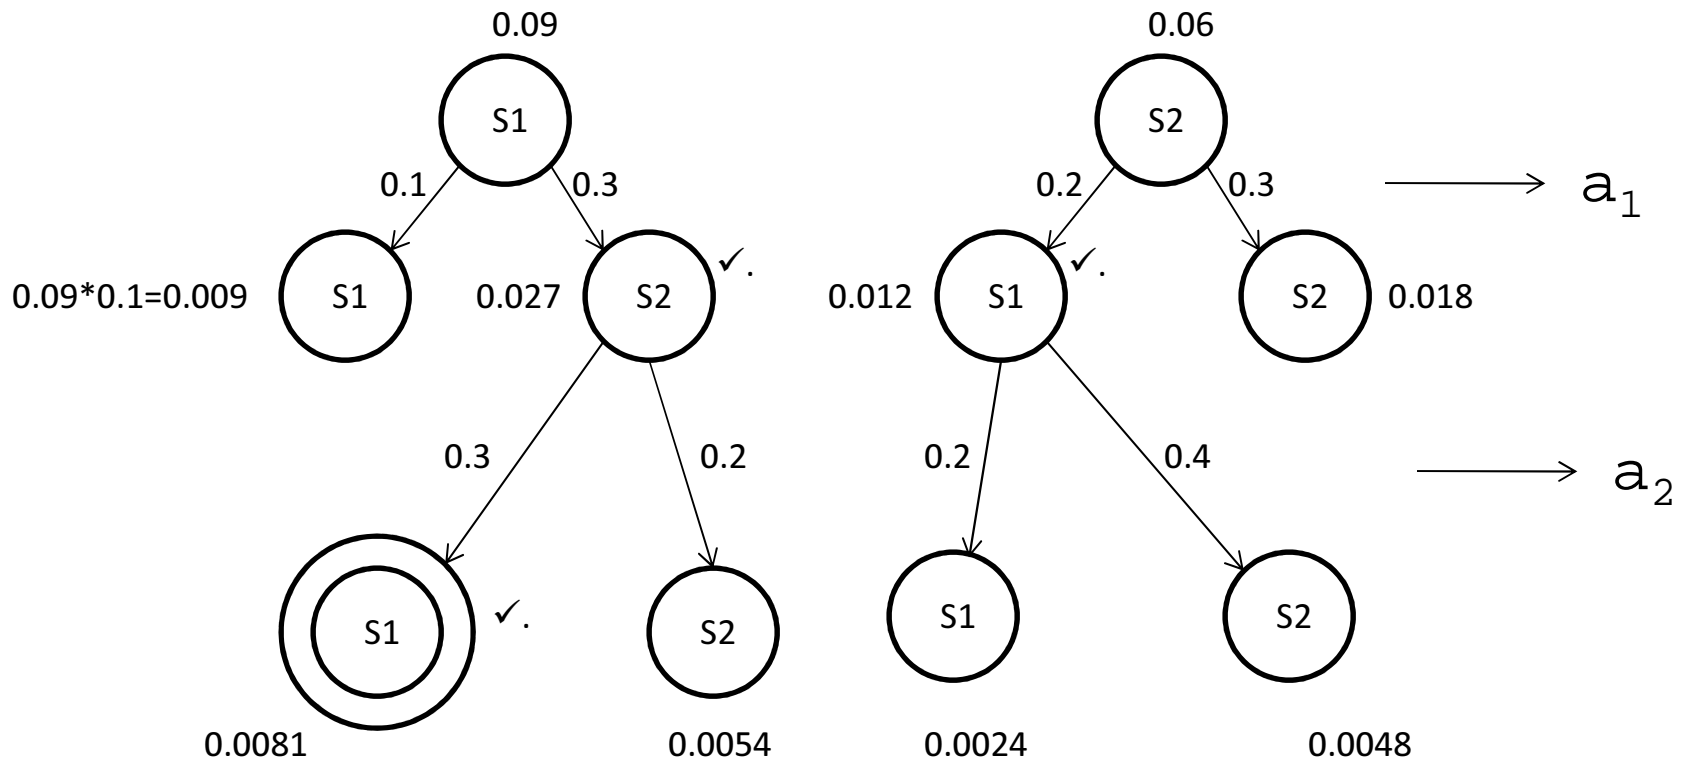 0.09 0.06
S1 S2
0.1 0.3 0.2 0.3 a1
✓. ✓.
0.09*0.1=0.009 S1 0.027 S2 0.012 S1 S2 0.018
0.3 0.2 0.2 0.4 a2
S1 ✓. S2 S1 S2
0.0081 0.0054 0.0024 0.0048